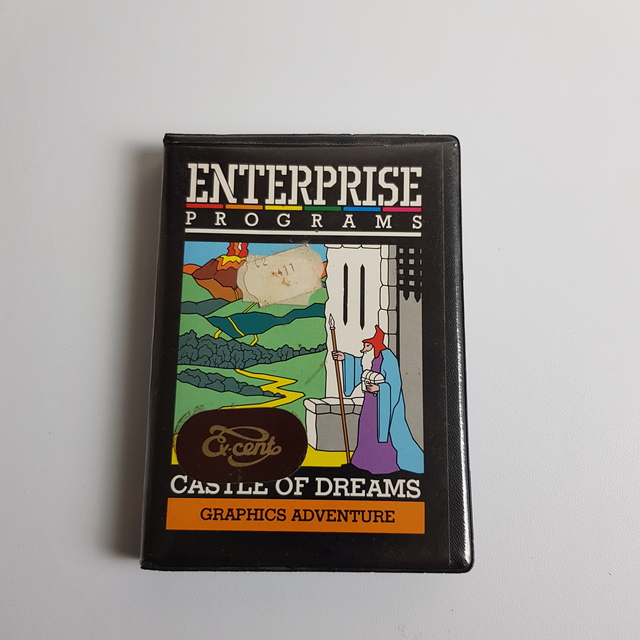 ENTERPRISE
PROGRAMS
Ex·cent
CASTLE OF DREAMS
GRAPHICS ADVENTURE